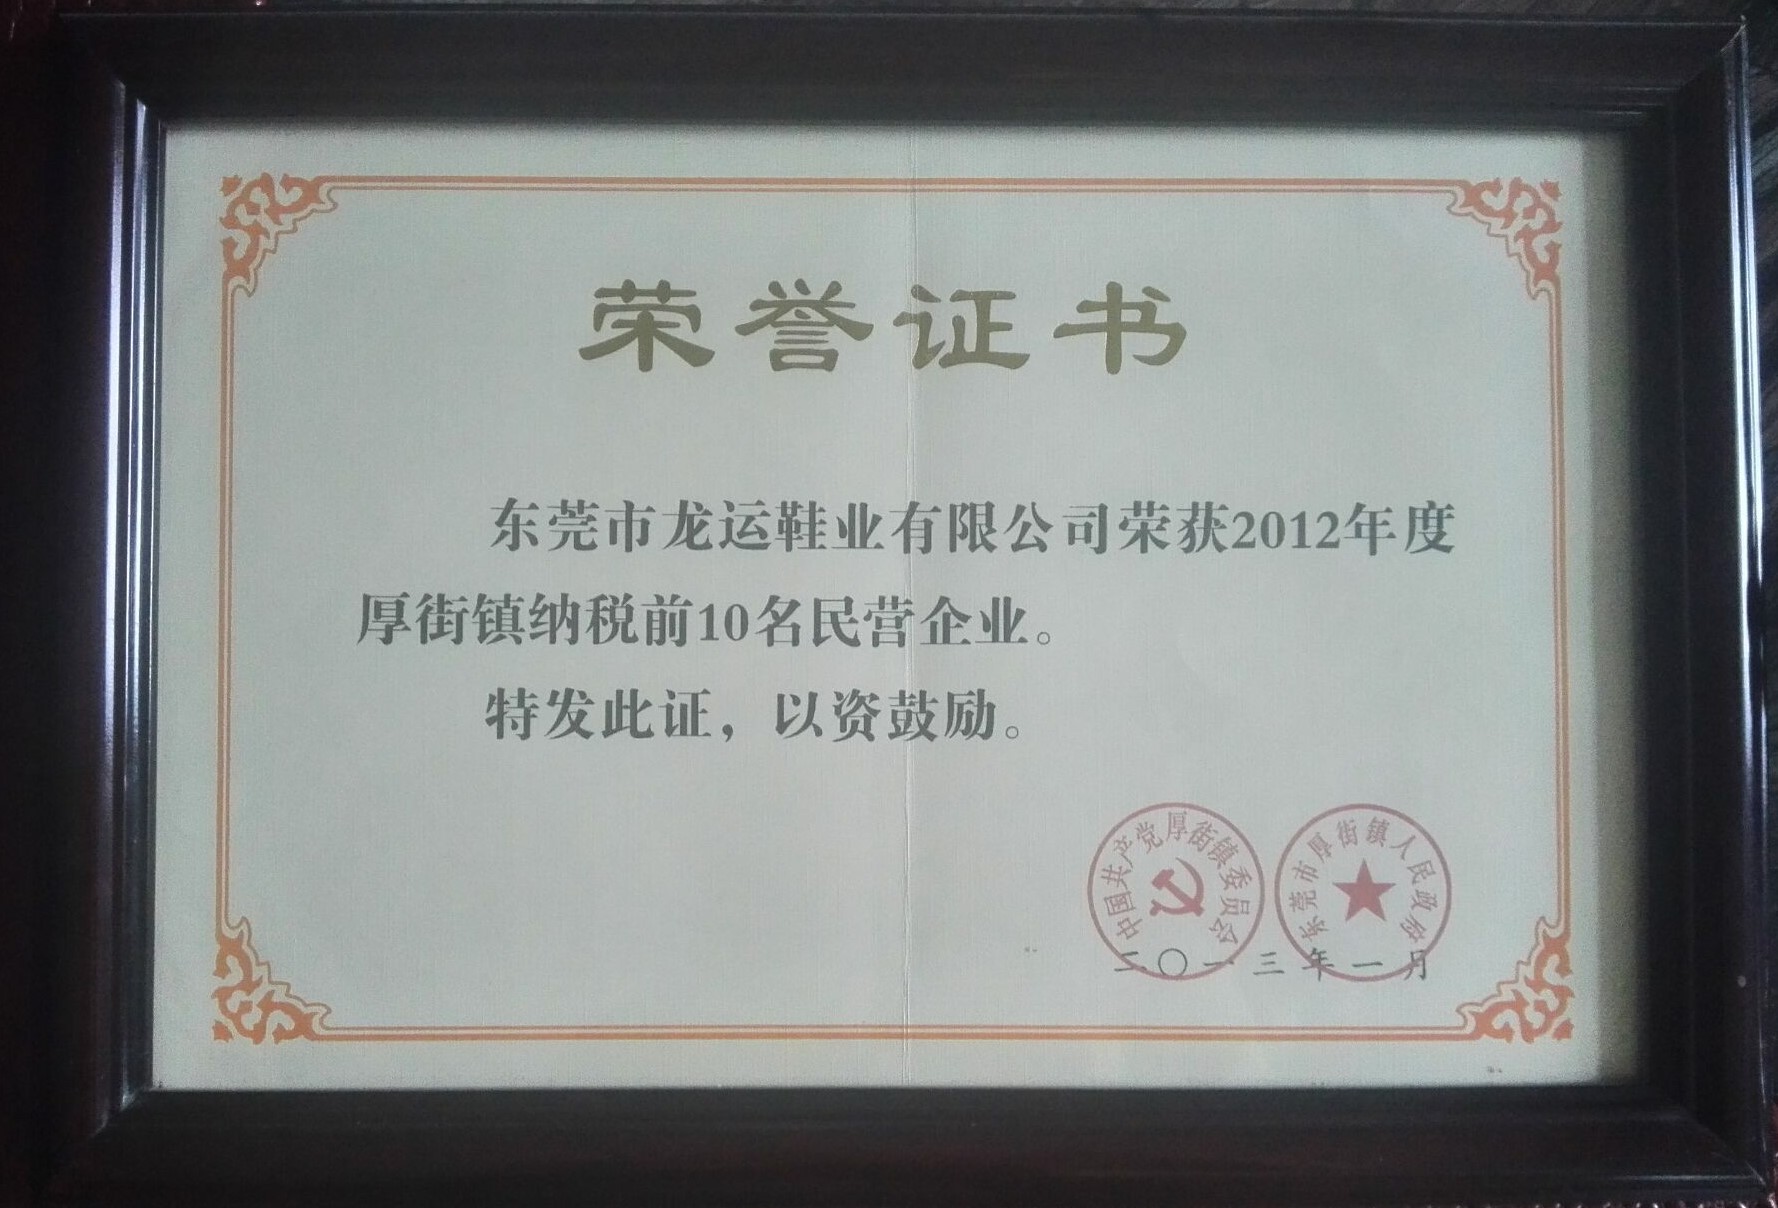 荣誉证书
东莞市龙运鞋业有限公司荣获2012年度
厚街镇纳税前10名民营企业。
特发此证，以资鼓励。
中国共产党厚街镇委员会
东莞市厚街镇人民政府
二〇一三年一月